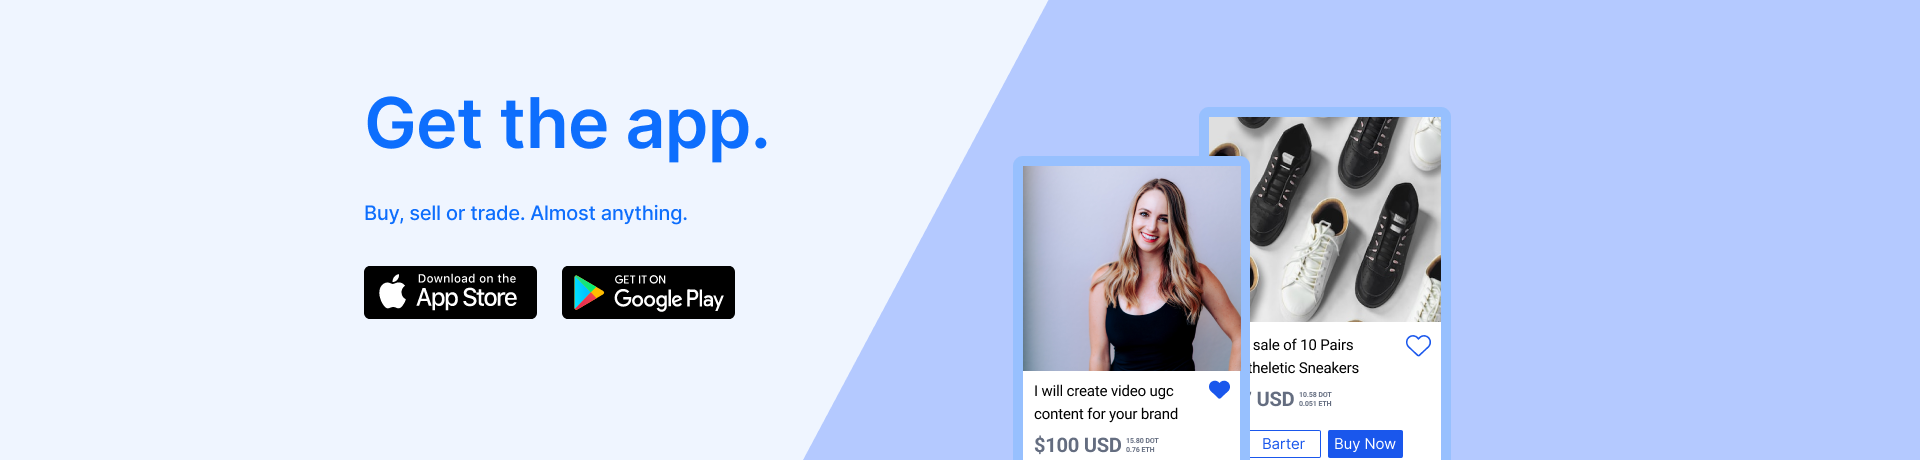 Get the app.
Buy, sell or trade. Almost anything.
Download on the
App Store
GET IT ON
Google Play
I will create video ugc
content for your brand
$100 USD
15.80 DOT
0.76 ETH
sale of 10 Pairs
theletic Sneakers
USD
10.58 DOT
0.051 ETH
Barter
Buy Now